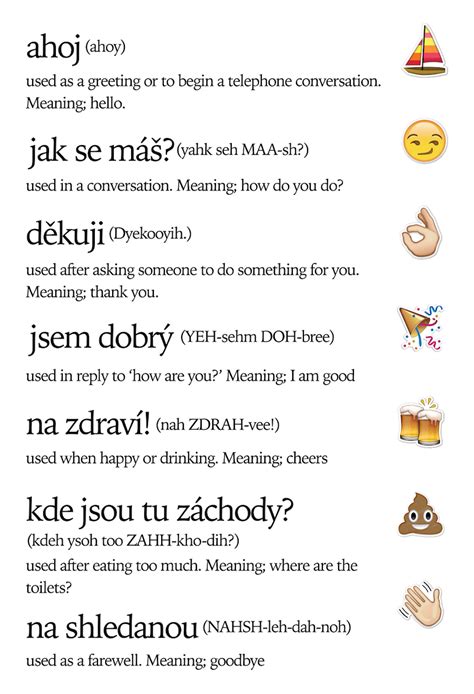 ahoj (ahoy)
used as a greeting or to begin a telephone conversation.
Meaning; hello.
jak se máš? (yahk seh MAA-sh?)
used in a conversation. Meaning; how do you do?
děkuji (Dyekooyih.)
used after asking someone to do something for you.
Meaning; thank you.
jsem dobrý (YEH-sehm DOH-bree)
used in reply to ‘how are you?’ Meaning; I am good
na zdraví! (nah ZDRAH-vee!)
used when happy or drinking. Meaning; cheers
kde jsou tu záchody?
(kdeh ysoh too ZAHH-kho-dih?)
used after eating too much. Meaning; where are the
toilets?
na shledanou (NAHSH-leh-dah-noh)
used as a farewell. Meaning; goodbye